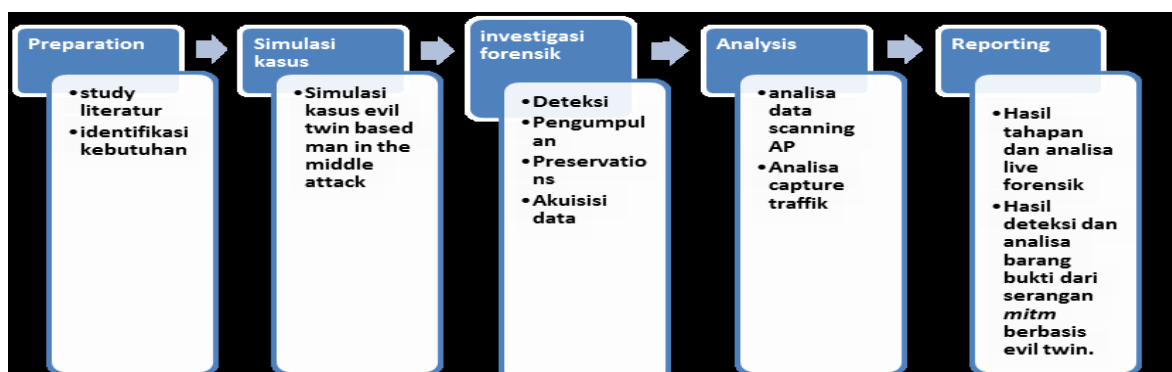 Preparation
•study
literatur
•identifikasi
kebutuhan
Simulasi
kasus
•Simulasi
kasus evil
twin based
man in the
middle
attack
investigasi
forensik
•Deteksi
•Pengumpul
an
•Preservatio
ns
•Akuisisi
data
Analysis
•analisa
data
scanning
AP
•Analisa
capture
traffik
Reporting
•Hasil
tahapan
dan analisa
live
forensik
•Hasil
deteksi dan
analisa
barang
bukti dari
serangan
mitm
berbasis
evil twin.